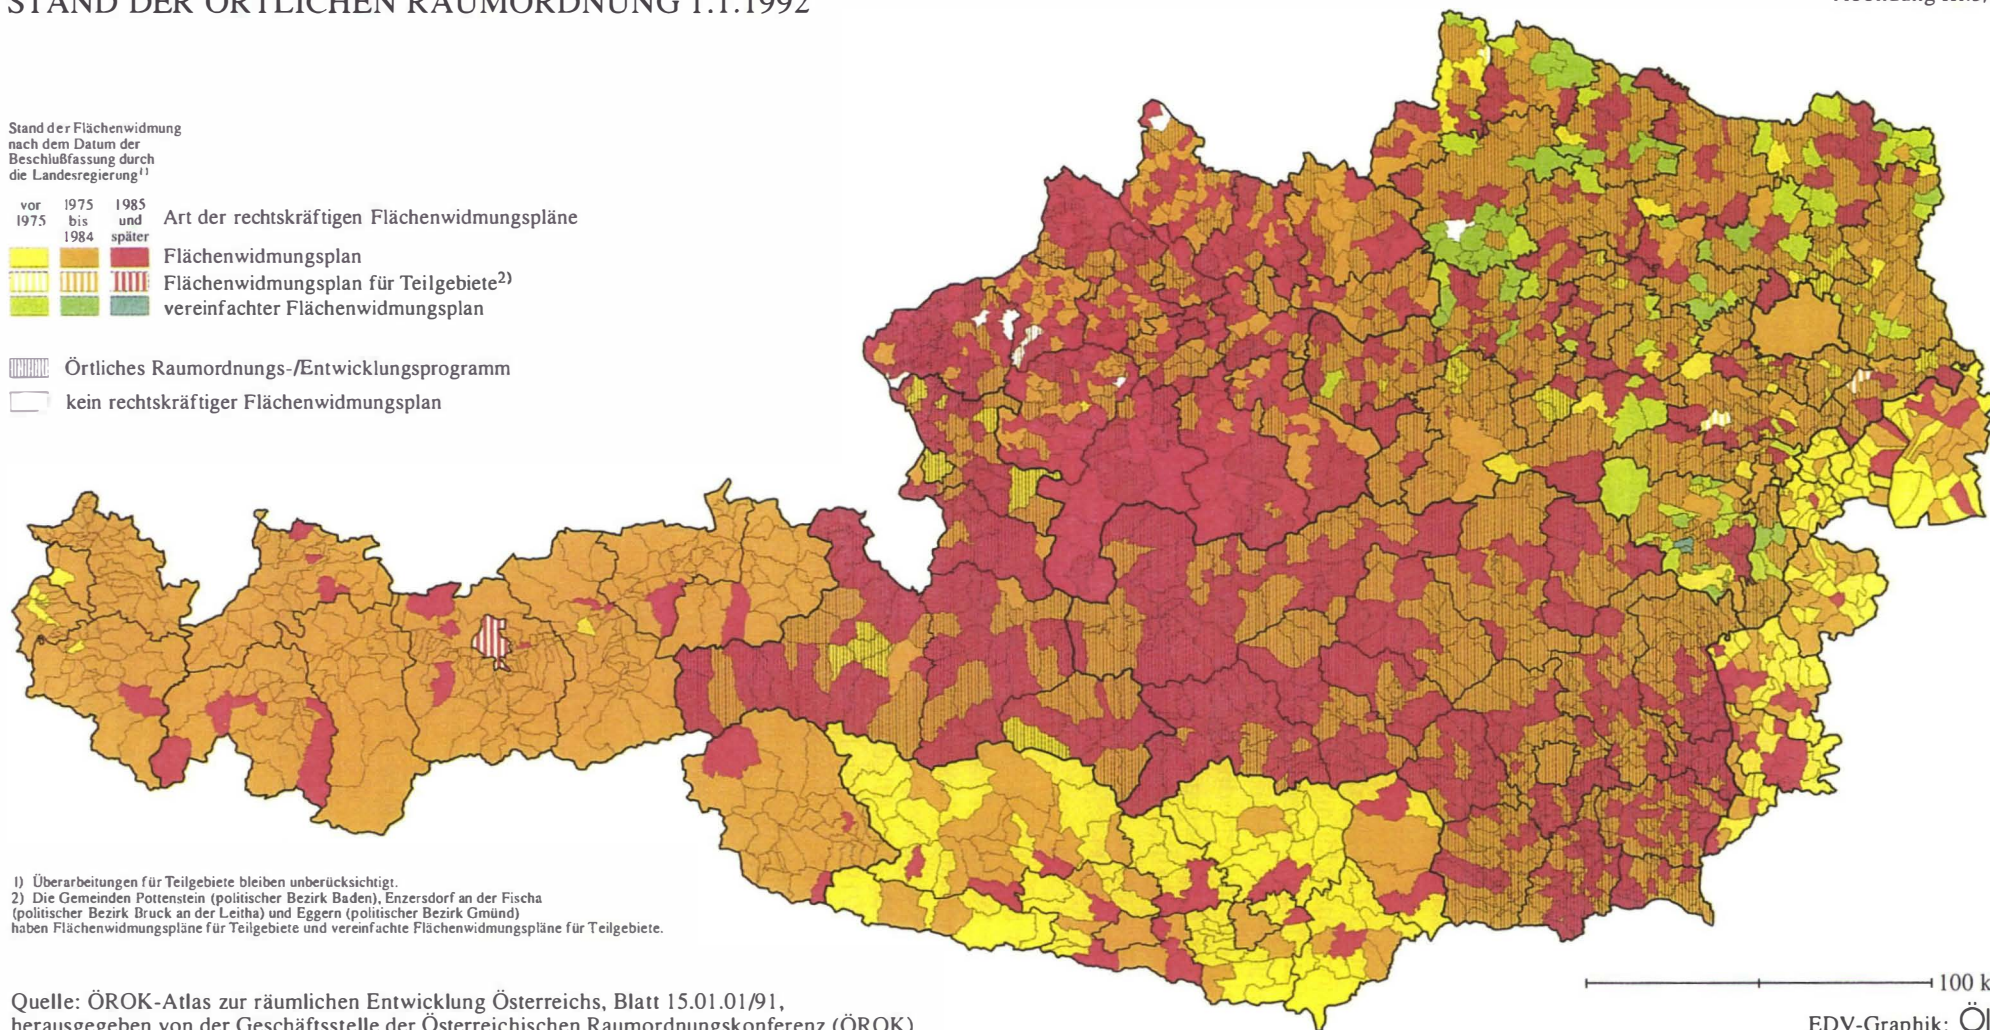 STAND DER ÖRTLICHEN RAUMORDNUNG 1.1.1992
Stand der Flächenwidmung
nach dem Datum der
Beschlußfassung durch
die Landesregierung 1)
vor 1975
1975 bis 1984
1985 und später
Art der rechtskräftigen Flächenwidmungspläne
Flächenwidmungsplan
Flächenwidmungsplan für Teilgebiete 2)
vereinfachter Flächenwidmungsplan
Örtliches Raumordnungs-/Entwicklungsprogramm
kein rechtskräftiger Flächenwidmungsplan
1) Überarbeitungen für Teilgebiete bleiben unberücksichtigt.
2) Die Gemeinden Pottenstein (politischer Bezirk Baden), Enzersdorf an der Fischa
(politischer Bezirk Bruck an der Leitha) und Eggern (politischer Bezirk Gmünd)
haben Flächenwidmungspläne für Teilgebiete und vereinfachte Flächenwidmungspläne für Teilgebiete.
Quelle: ÖROK-Atlas zur räumlichen Entwicklung Österreichs, Blatt 15.01.01/91,
herausgegeben von der Geschäftsstelle der Österreichischen Raumordnungskonferenz (ÖROK)
100 k
EDV-Graphik: